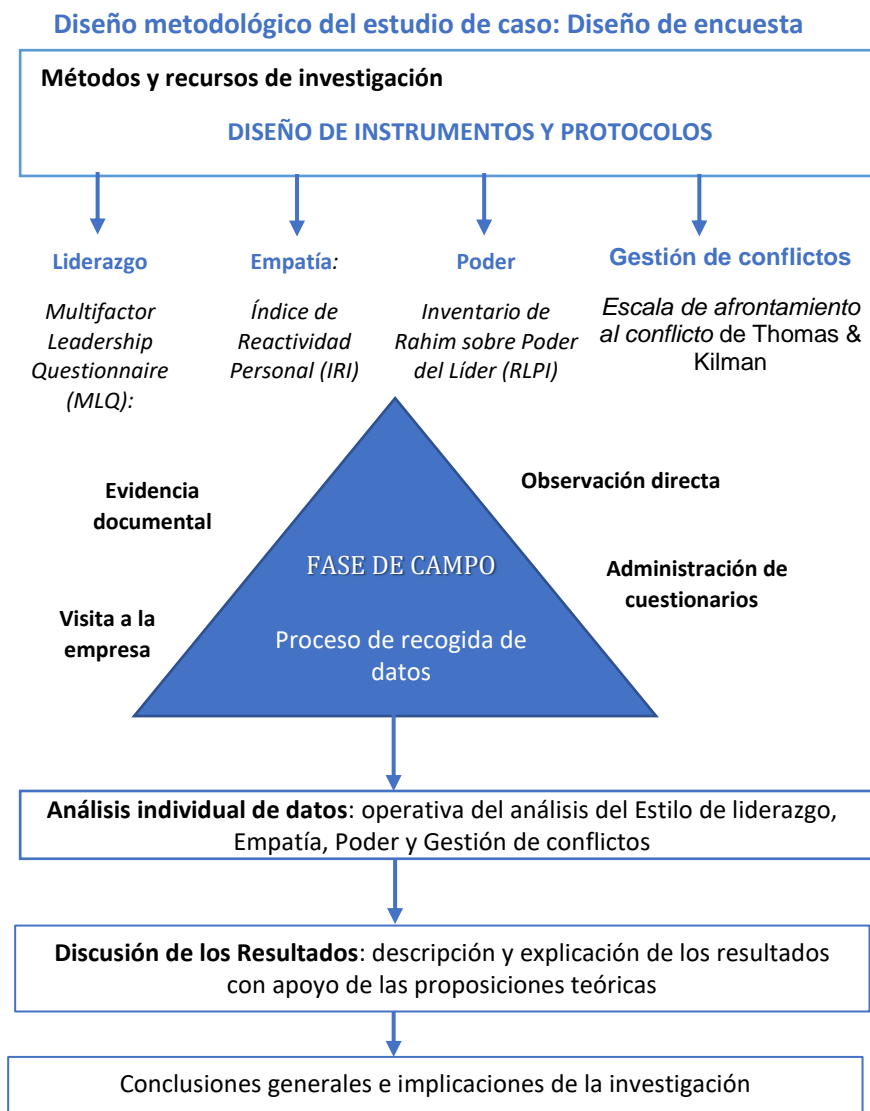 Diseño metodológico del estudio de caso: Diseño de encuesta
Métodos y recursos de investigación
DISEÑO DE INSTRUMENTOS Y PROTOCOLOS
Liderazgo
Multifactor
Leadership
Questionnaire
(MLQ):
Empatía:
Índice de
Reactividad
Personal (IRI)
Poder
Inventario de
Rahim sobre Poder
del Líder (RLPI)
Gestión de conflictos
Escala de afrontamiento
al conflicto de Thomas &
Kilman
Evidencia
documental
Visita a la
empresa
FASE DE CAMPO
Proceso de recogida de
datos
Observación directa
Administración de
cuestionarios
Análisis individual de datos: operativa del análisis del Estilo de liderazgo,
Empatía, Poder y Gestión de conflictos
Discusión de los Resultados: descripción y explicación de los resultados
con apoyo de las proposiciones teóricas
Conclusiones generales e implicaciones de la investigación